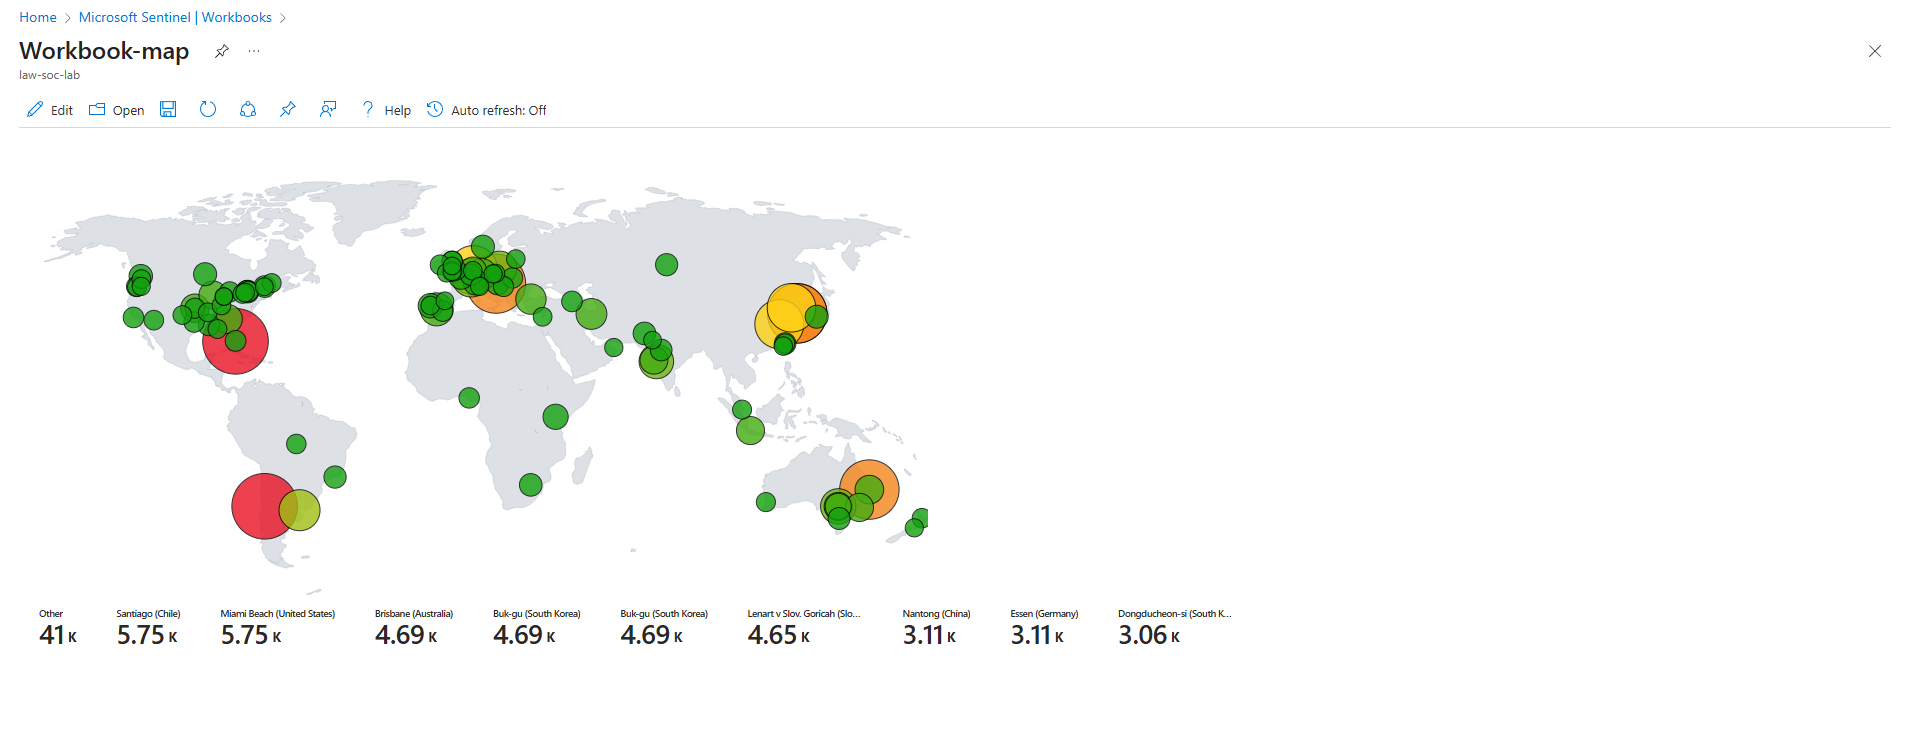 Home > Microsoft Sentinel | Workbooks >
Workbook-map ...
law-soc-lab
Edit Open Help Auto refresh: Off
Other Santiago (Chile) Miami Beach (United States) Brisbane (Australia) Buk-gu (South Korea) Buk-gu (South Korea) Lenart v Slov. Goricah (Slo... Nantong (China) Essen (Germany) Dongducheon-si (South K...
41 K 5.75 K 5.75 K 4.69 K 4.69 K 4.69 K 4.65 K 3.11 K 3.11 K 3.06 K